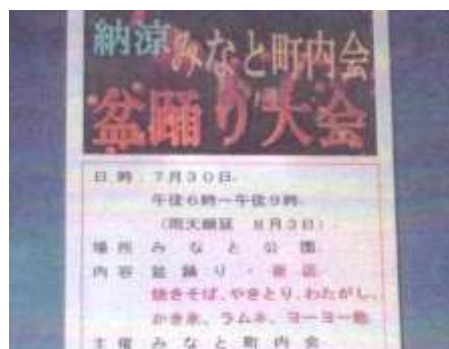 納涼みなと町内会
盆踊り大会
日時：7月30日
午後6時～午後9時
（雨天順延 8月3日）
場所 みなと公園
内容 盆踊り・夜店
焼きそば、やきとり、わたがし、
かき氷、ラムネ、ヨーヨー他
主催 みなと町内会